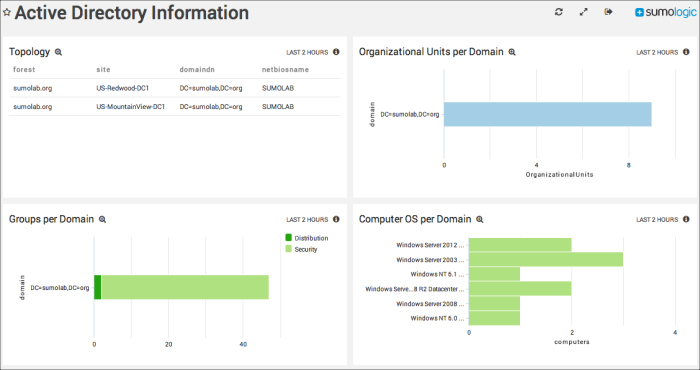 Active Directory Information
sumologic
Topology
LAST 2 HOURS
forest site domaindn netbiosname
sumolab.org US-Redwood-DC1 DC=sumolab,DC=org SUMOLAB
sumolab.org US-MountainView-DC1 DC=sumolab,DC=org SUMOLAB
Organizational Units per Domain
LAST 2 HOURS
domain
DC=sumolab,DC=org
0 4 8
OrganizationalUnits
Groups per Domain
LAST 2 HOURS
Distribution
Security
domain
DC=sumolab,DC=org
0 20 40
Computer OS per Domain
LAST 2 HOURS
Windows Server 2012 ...
Windows Server 2003 ...
Windows NT 5.1 ...
Windows Serve...8 R2 Datacenter ...
Windows Server 2008 ...
Windows NT 6.0 ...
0 2 4
computers